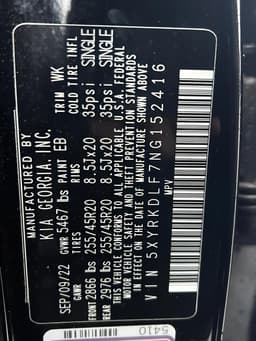 MANUFACTURED BY
KIA GEORGIA, INC.
SEP/09/22 GVWR 5467 lbs PAINT EB TRIM WK
GAWR TIRES RIMS COLD TIRE INFL
FRONT 2866 lbs 255/45R20 8.5Jx20 35psi SINGLE
REAR 2976 lbs 255/45R20 8.5Jx20 35psi SINGLE
THIS VEHICLE CONFORMS TO ALL APPLICABLE U.S.A. FEDERAL
MOTOR VEHICLE SAFETY AND THEFT PREVENTION STANDARDS
IN EFFECT ON THE DATE OF MANUFACTURE SHOWN ABOVE
VIN 5XYRKDLF7NG152416
MPV
5410